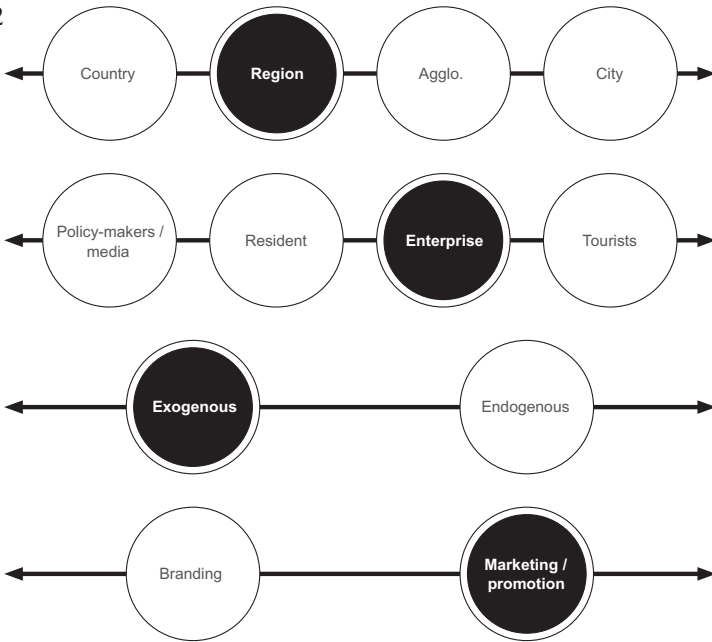 2
Country
Region
Agglo.
City
Policy-makers /
media
Resident
Enterprise
Tourists
Exogenous
Endogenous
Branding
Marketing /
promotion